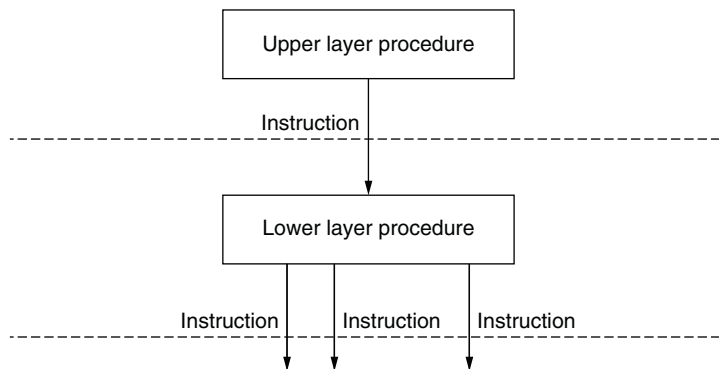 Upper layer procedure
Instruction
Lower layer procedure
Instruction
Instruction
Instruction